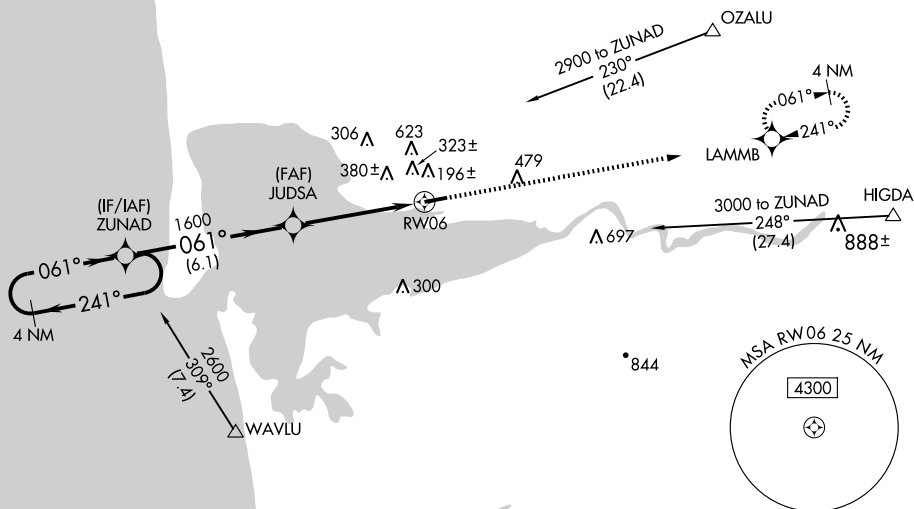 OZALU
2900 to ZUNAD
230°
(22.4)
4 NM
061°
241°
LAMMB
306
623
323±
380±
196±
479
(FAF)
JUDSA
RW06
(IF/IAF)
ZUNAD
1600
061°
(6.1)
061°
241°
4 NM
HIGDA
3000 to ZUNAD
248°
(27.4)
888±
697
300
844
2600
309°
(7.4)
WAVLU
MSA RW06 25 NM
4300